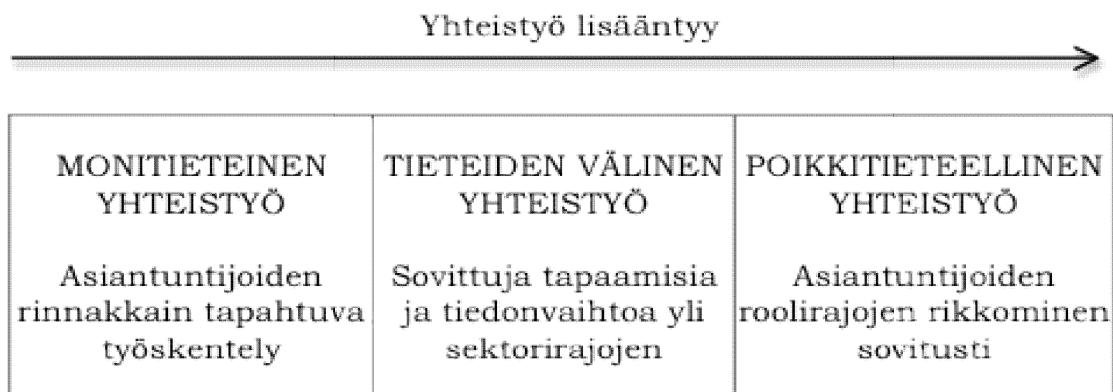 Yhteistyö lisääntyy
MONITIETEINEN
YHTEISTYÖ
Asiantuntijoiden
rinnakkain tapahtuva
työskentely
TIETEIDEN VÄLINEN
YHTEISTYÖ
Sovittuja tapaamisia
ja tiedonvaihtoa yli
sektorirajojen
POIKKITIETEELLINEN
YHTEISTYÖ
Asiantuntijoiden
roolirajojen rikkominen
sovitusti